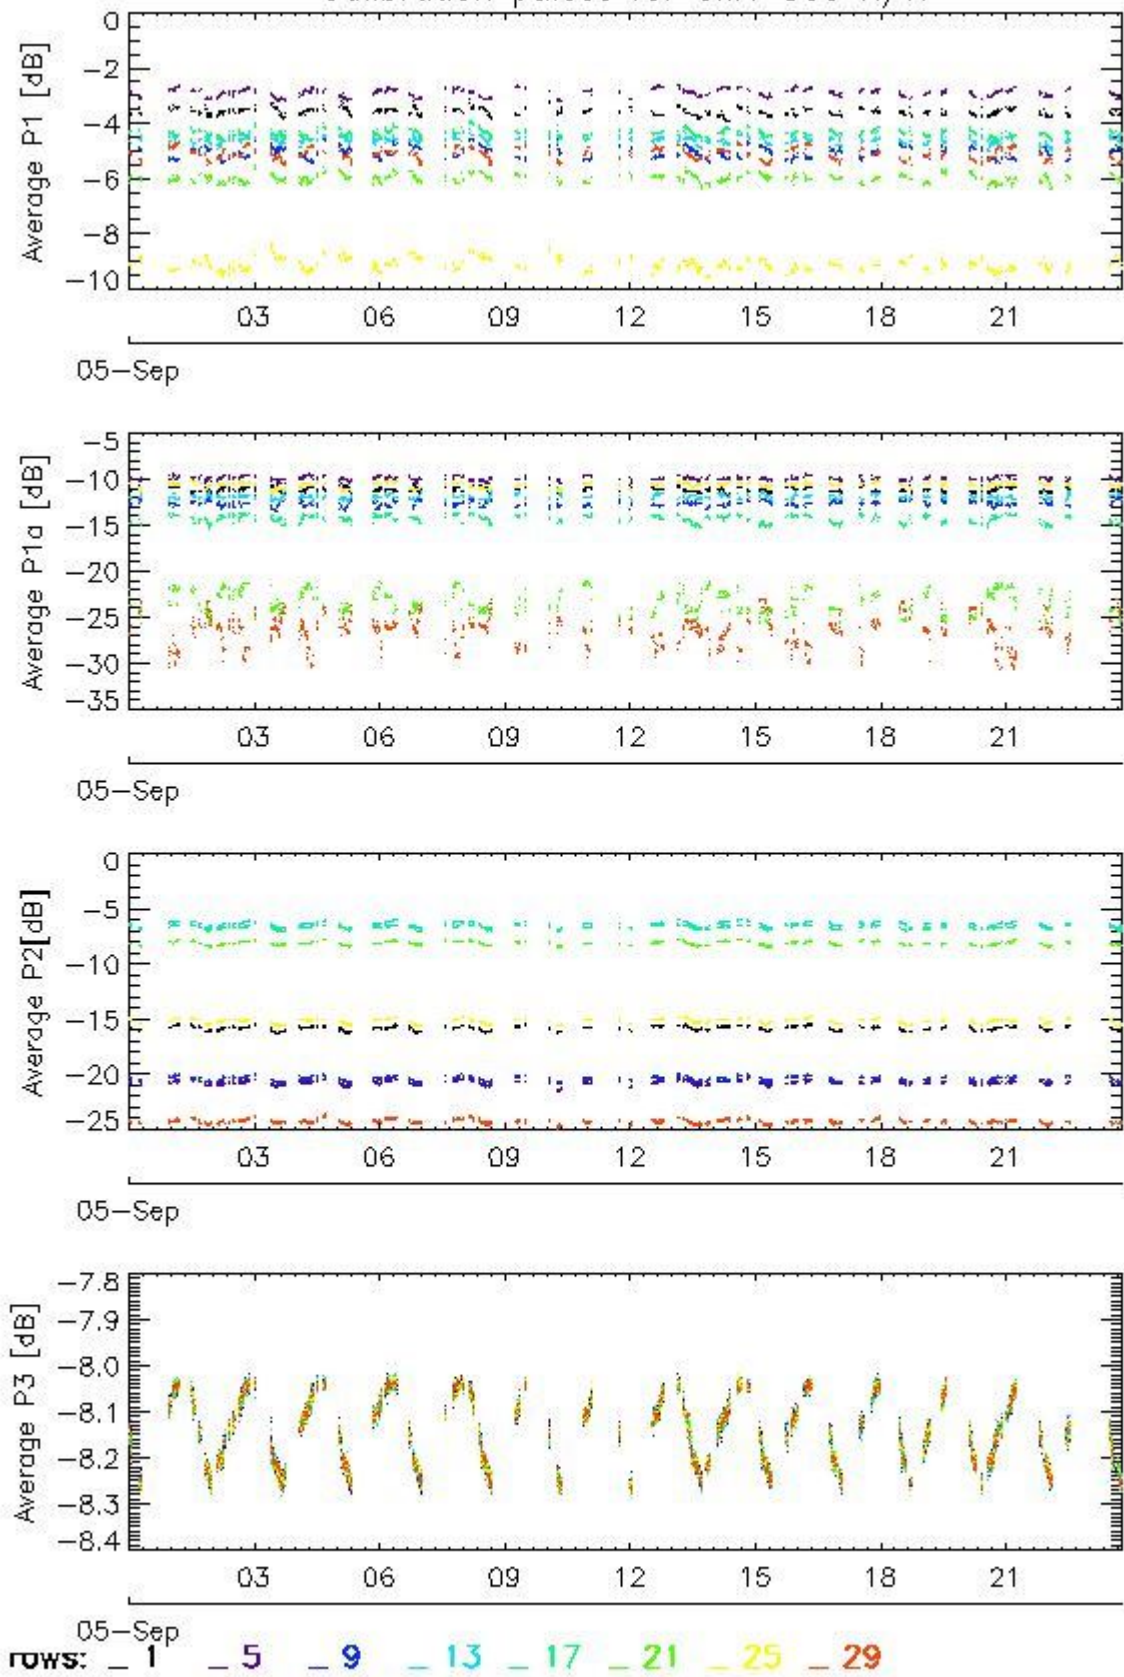 0
-2
-4
-6
-8
-10
Average P1 [dB]
03 06 09 12 15 18 21
05-Sep
-5
-10
-15
-20
-25
-30
-35
Average P1a [dB]
03 06 09 12 15 18 21
05-Sep
0
-5
-10
-15
-20
-25
Average P2[dB]
03 06 09 12 15 18 21
05-Sep
-7.8
-7.9
-8.0
-8.1
-8.2
-8.3
-8.4
Average P3 [dB]
03 06 09 12 15 18 21
05-Sep
rows: _ 1 _ 5 _ 9 _ 13 _ 17 _ 21 _ 25 _ 29